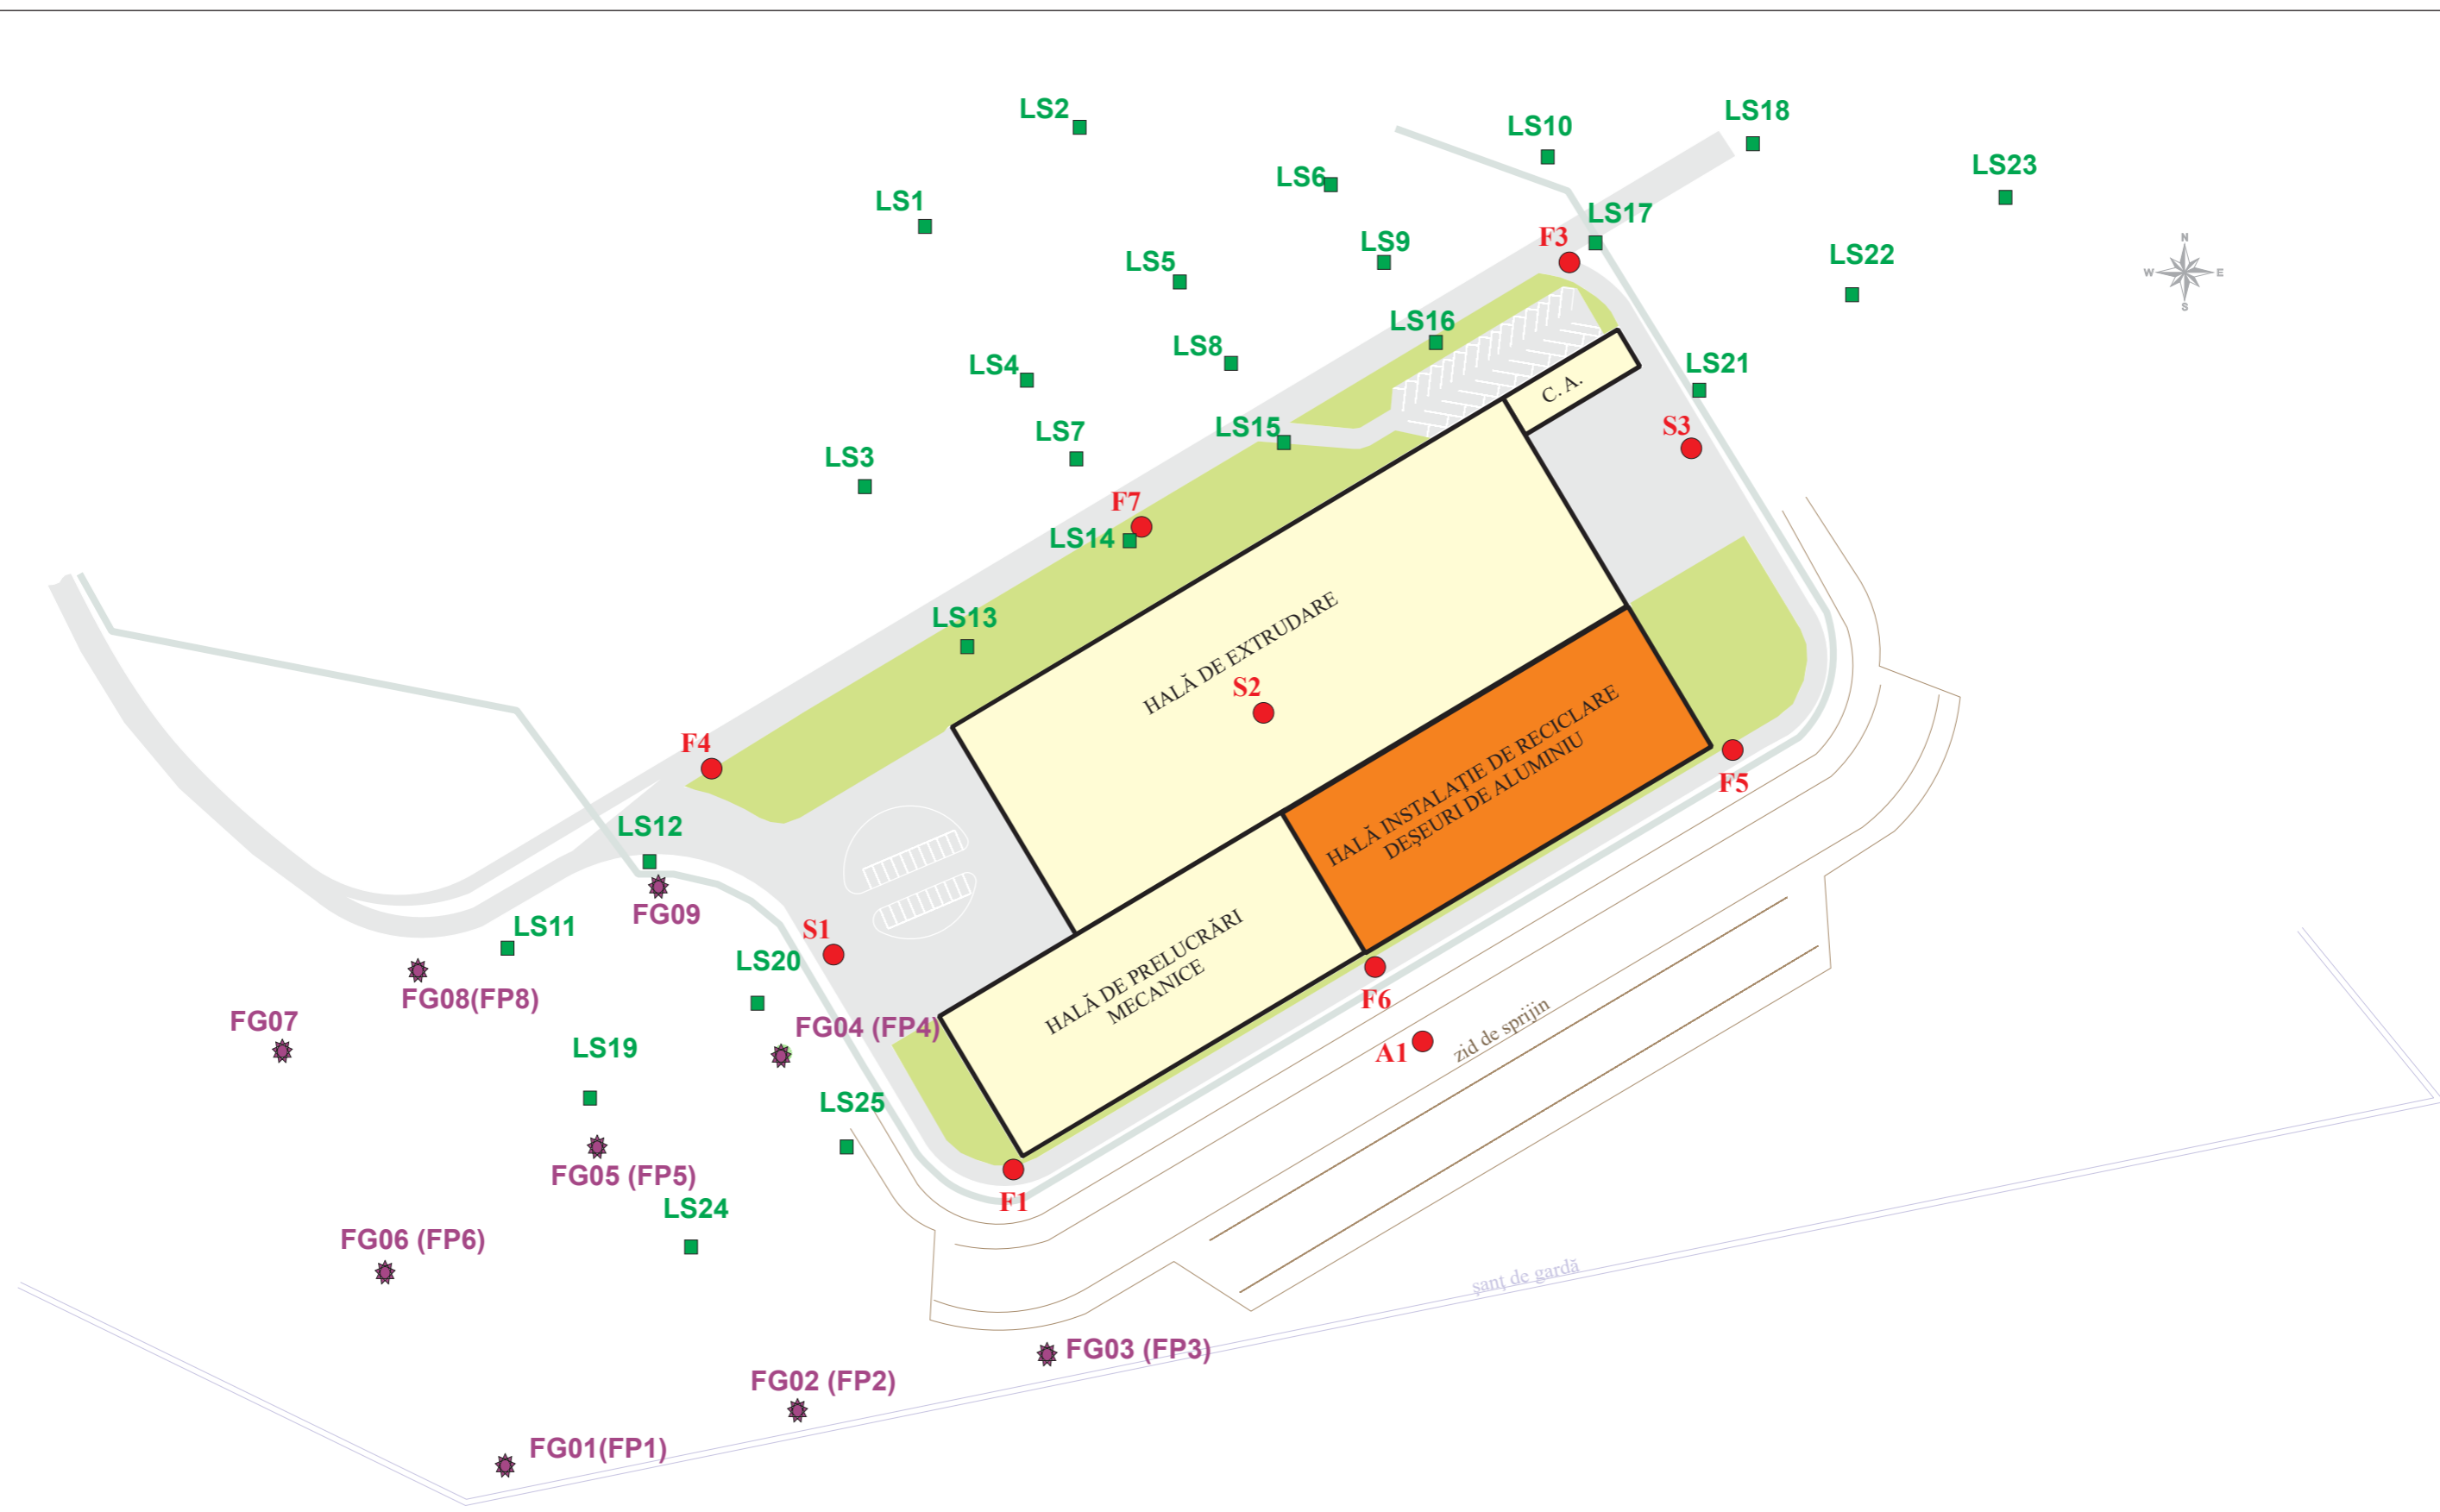 LS2
LS18
LS10
LS23
LS6
LS1
LS17
F3
N
W
E
S
LS9
LS22
LS5
LS16
LS8
LS4
LS21
C. A.
LS15
S3
LS7
LS3
F7
LS14
LS13
HALĂ DE EXTRUDARE
S2
F4
HALĂ INSTALAŢIE DE RECICLARE
DEŞEURI DE ALUMINIU
F5
LS12
FG09
LS11
S1
LS20
HALĂ DE PRELUCRĂRI
MECANICE
FG08(FP8)
F6
FG07
FG04 (FP4)
zid de sprijin
A1
LS19
LS25
FG05 (FP5)
F1
LS24
FG06 (FP6)
şanţ de gardă
FG03 (FP3)
FG02 (FP2)
FG01(FP1)